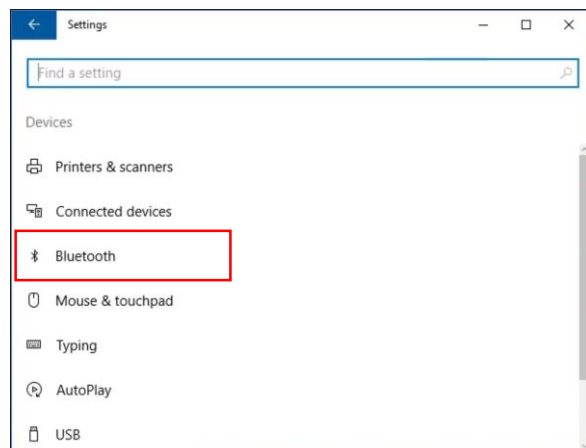 Settings
Find a setting
Devices
Printers & scanners
Connected devices
Bluetooth
Mouse & touchpad
Typing
AutoPlay
USB